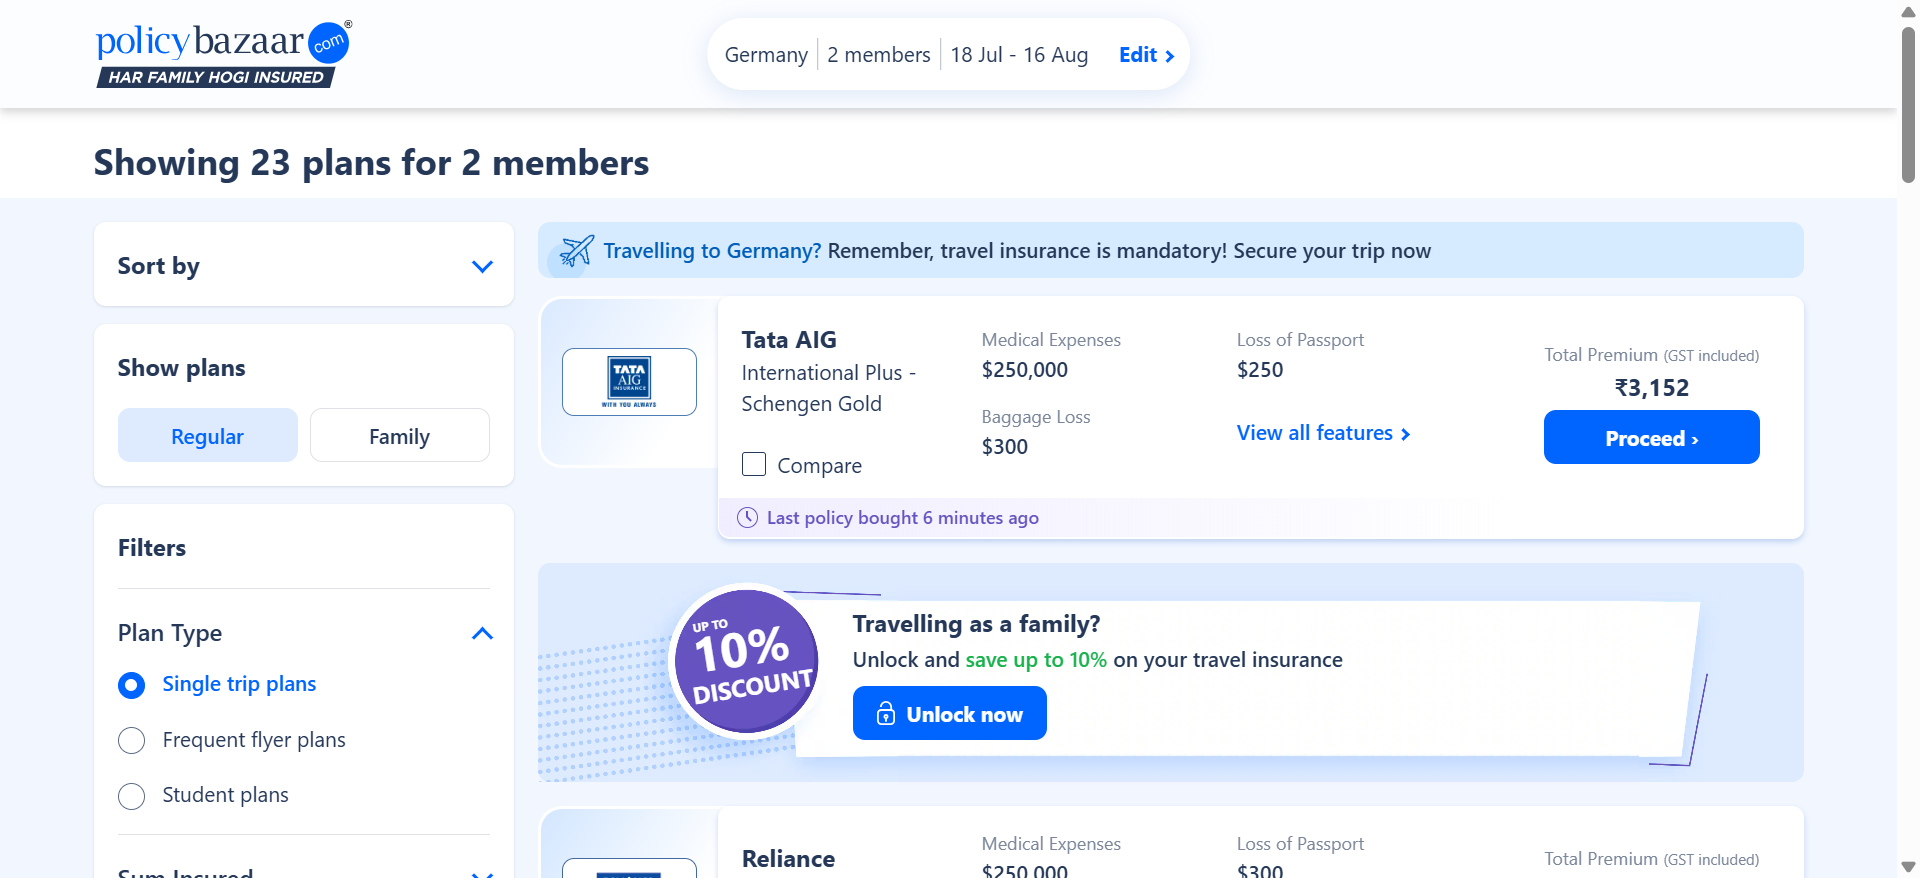 policybazaar.com®
HAR FAMILY HOGI INSURED
Germany | 2 members | 18 Jul - 16 Aug Edit
Showing 23 plans for 2 members
Sort by
Show plans
Regular Family
Filters
Plan Type
Single trip plans
Frequent flyer plans
Student plans
Sum Insured
Travelling to Germany? Remember, travel insurance is mandatory! Secure your trip now
TATA
AIG
INSURANCE
WITH YOU ALWAYS
Tata AIG
International Plus -
Schengen Gold
Compare
Medical Expenses
$250,000
Baggage Loss
$300
Loss of Passport
$250
View all features
Total Premium (GST included)
₹3,152
Proceed ›
Last policy bought 6 minutes ago
UP TO
10%
DISCOUNT
Travelling as a family?
Unlock and save up to 10% on your travel insurance
Unlock now
Reliance
Medical Expenses
$250,000
Loss of Passport
$300
Total Premium (GST included)